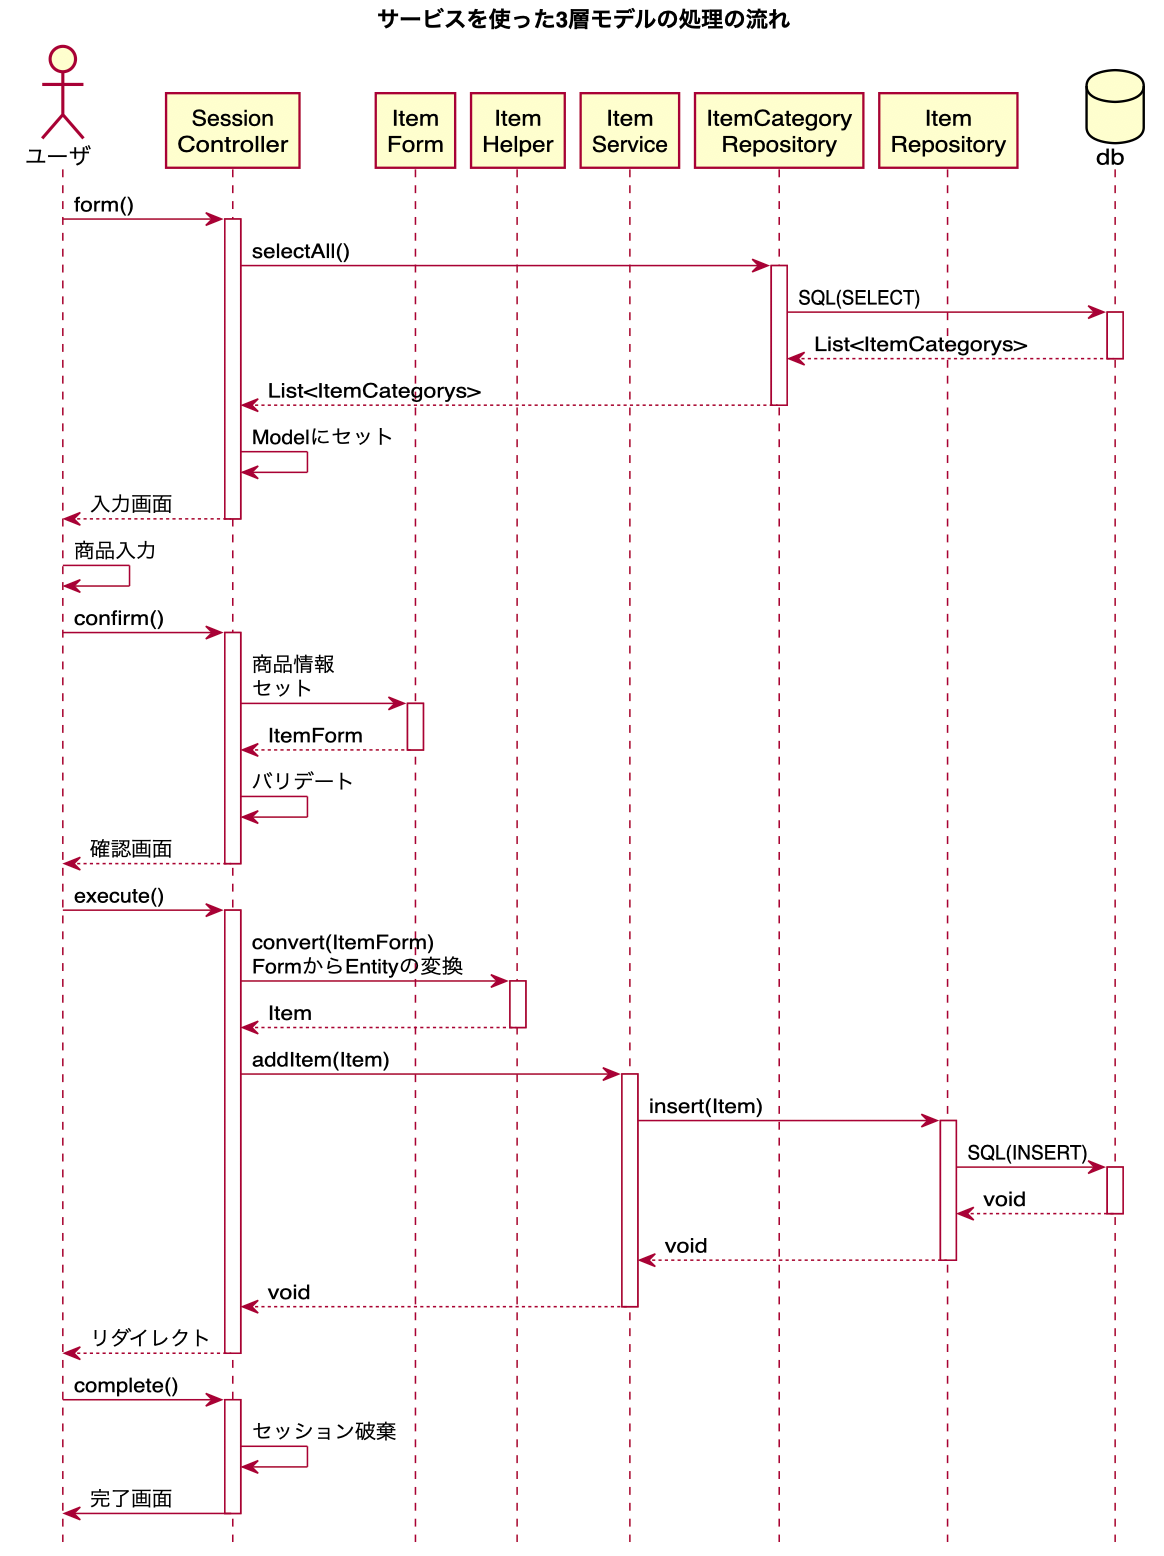 サービスを使った3層モデルの処理の流れ
ユーザ
Session
Controller
Item
Form
Item
Helper
Item
Service
ItemCategory
Repository
Item
Repository
db
form()
selectAll()
SQL(SELECT)
List<ItemCategorys>
List<ItemCategorys>
Modelにセット
入力画面
商品入力
confirm()
商品情報
セット
ItemForm
バリデート
確認画面
execute()
convert(ItemForm)
FormからEntityの変換
Item
addItem(Item)
insert(Item)
SQL(INSERT)
void
void
void
リダイレクト
complete()
セッション破棄
完了画面